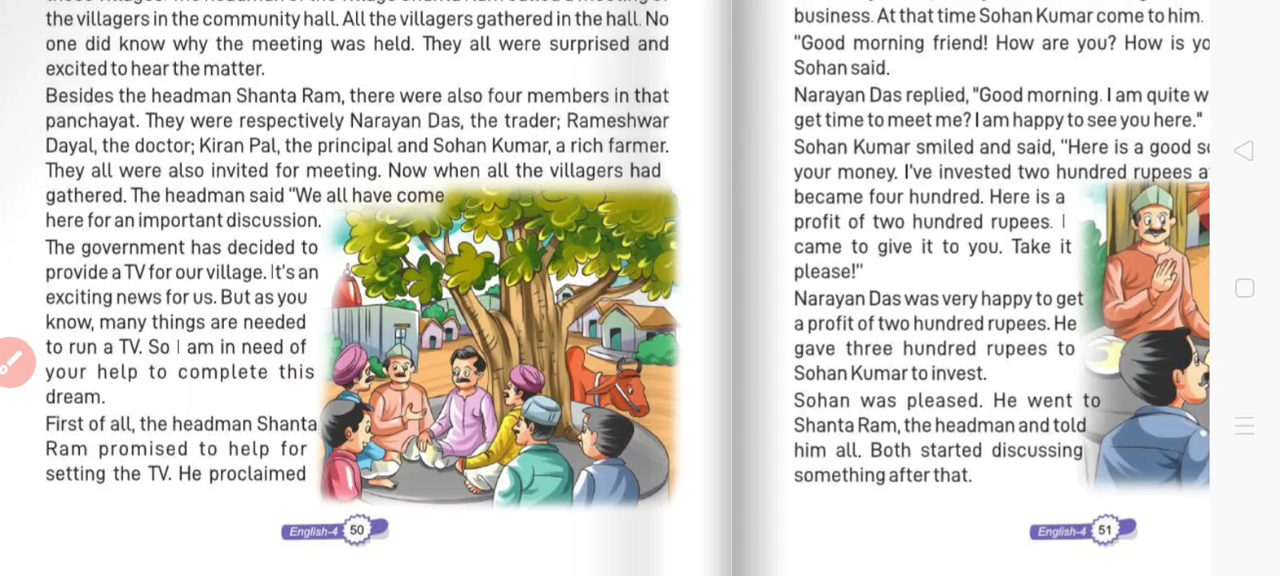 the villagers in the community hall. All the villagers gathered in the hall. No
one did know why the meeting was held. They all were surprised and
excited to hear the matter.
Besides the headman Shanta Ram, there were also four members in that
panchayat. They were respectively Narayan Das, the trader; Rameshwar
Dayal, the doctor; Kiran Pal, the principal and Sohan Kumar, a rich farmer.
They all were also invited for meeting. Now when all the villagers had
gathered. The headman said "We all have come
here for an important discussion.
The government has decided to
provide a TV for our village. It's an
exciting news for us. But as you
know, many things are needed
to run a TV. So I am in need of
your help to complete this
dream.
First of all, the headman Shanta
Ram promised to help for
setting the TV. He proclaimed
English-4 50
business. At that time Sohan Kumar come to him.
"Good morning friend! How are you? How is yo
Sohan said.
Narayan Das replied, "Good morning. I am quite w
get time to meet me? I am happy to see you here."
Sohan Kumar smiled and said, "Here is a good
your money. I've invested two hundred rupees a
became four hundred. Here is a
profit of two hundred rupees. I
came to give it to you. Take it
please!"
Narayan Das was very happy to get
a profit of two hundred rupees. He
gave three hundred rupees to
Sohan Kumar to invest.
Sohan was pleased. He went to
Shanta Ram, the headman and told
him all. Both started discussing
something after that.
English-4 51